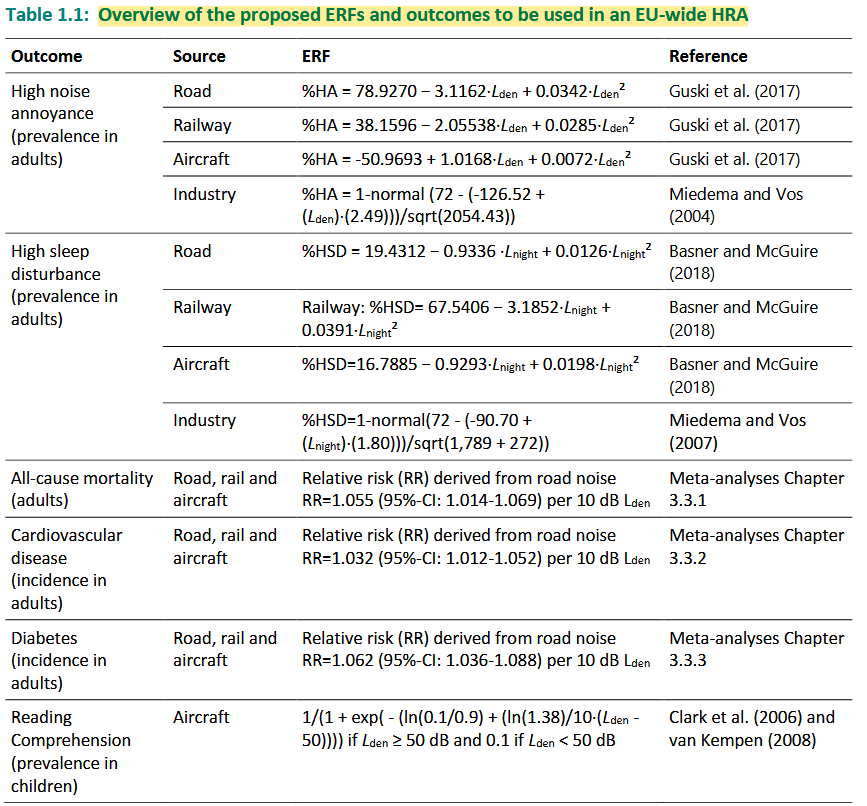 Table 1.1: Overview of the proposed ERFs and outcomes to be used in an EU-wide HRA
Outcome Source ERF Reference
High noise annoyance (prevalence in adults) Road %HA = 78.9270 − 3.1162·Lden + 0.0342·Lden² Guski et al. (2017)
Railway %HA = 38.1596 − 2.05538·Lden + 0.0285·Lden² Guski et al. (2017)
Aircraft %HA = -50.9693 + 1.0168·Lden + 0.0072·Lden² Guski et al. (2017)
Industry %HA = 1-normal (72 - (-126.52 +
(Lden)·(2.49)))/sqrt(2054.43)) Miedema and Vos
(2004)
High sleep
disturbance
(prevalence in
adults)
Road %HSD = 19.4312 − 0.9336 ·Lnight + 0.0126·Lnight² Basner and McGuire
(2018)
Railway Railway: %HSD= 67.5406 − 3.1852·Lnight +
0.0391·Lnight² Basner and McGuire
(2018)
Aircraft %HSD=16.7885 − 0.9293·Lnight + 0.0198·Lnight² Basner and McGuire
(2018)
Industry %HSD=1-normal(72 - (-90.70 +
(Lnight)·(1.80)))/sqrt(1,789 + 272)) Miedema and Vos
(2007)
All-cause mortality
(adults)
Road, rail and
aircraft
Relative risk (RR) derived from road noise
RR=1.055 (95%-CI: 1.014-1.069) per 10 dB Lden
Meta-analyses Chapter
3.3.1
Cardiovascular
disease
(incidence in
adults)
Road, rail and
aircraft
Relative risk (RR) derived from road noise
RR=1.032 (95%-CI: 1.012-1.052) per 10 dB Lden
Meta-analyses Chapter
3.3.2
Diabetes
(incidence in
adults)
Road, rail and
aircraft
Relative risk (RR) derived from road noise
RR=1.062 (95%-CI: 1.036-1.088) per 10 dB Lden
Meta-analyses Chapter
3.3.3
Reading
Comprehension
(prevalence in
children)
Aircraft
1/(1 + exp( - (ln(0.1/0.9) + (ln(1.38)/10·(Lden -
50)))) if Lden ≥ 50 dB and 0.1 if Lden < 50 dB
Clark et al. (2006) and
van Kempen (2008)